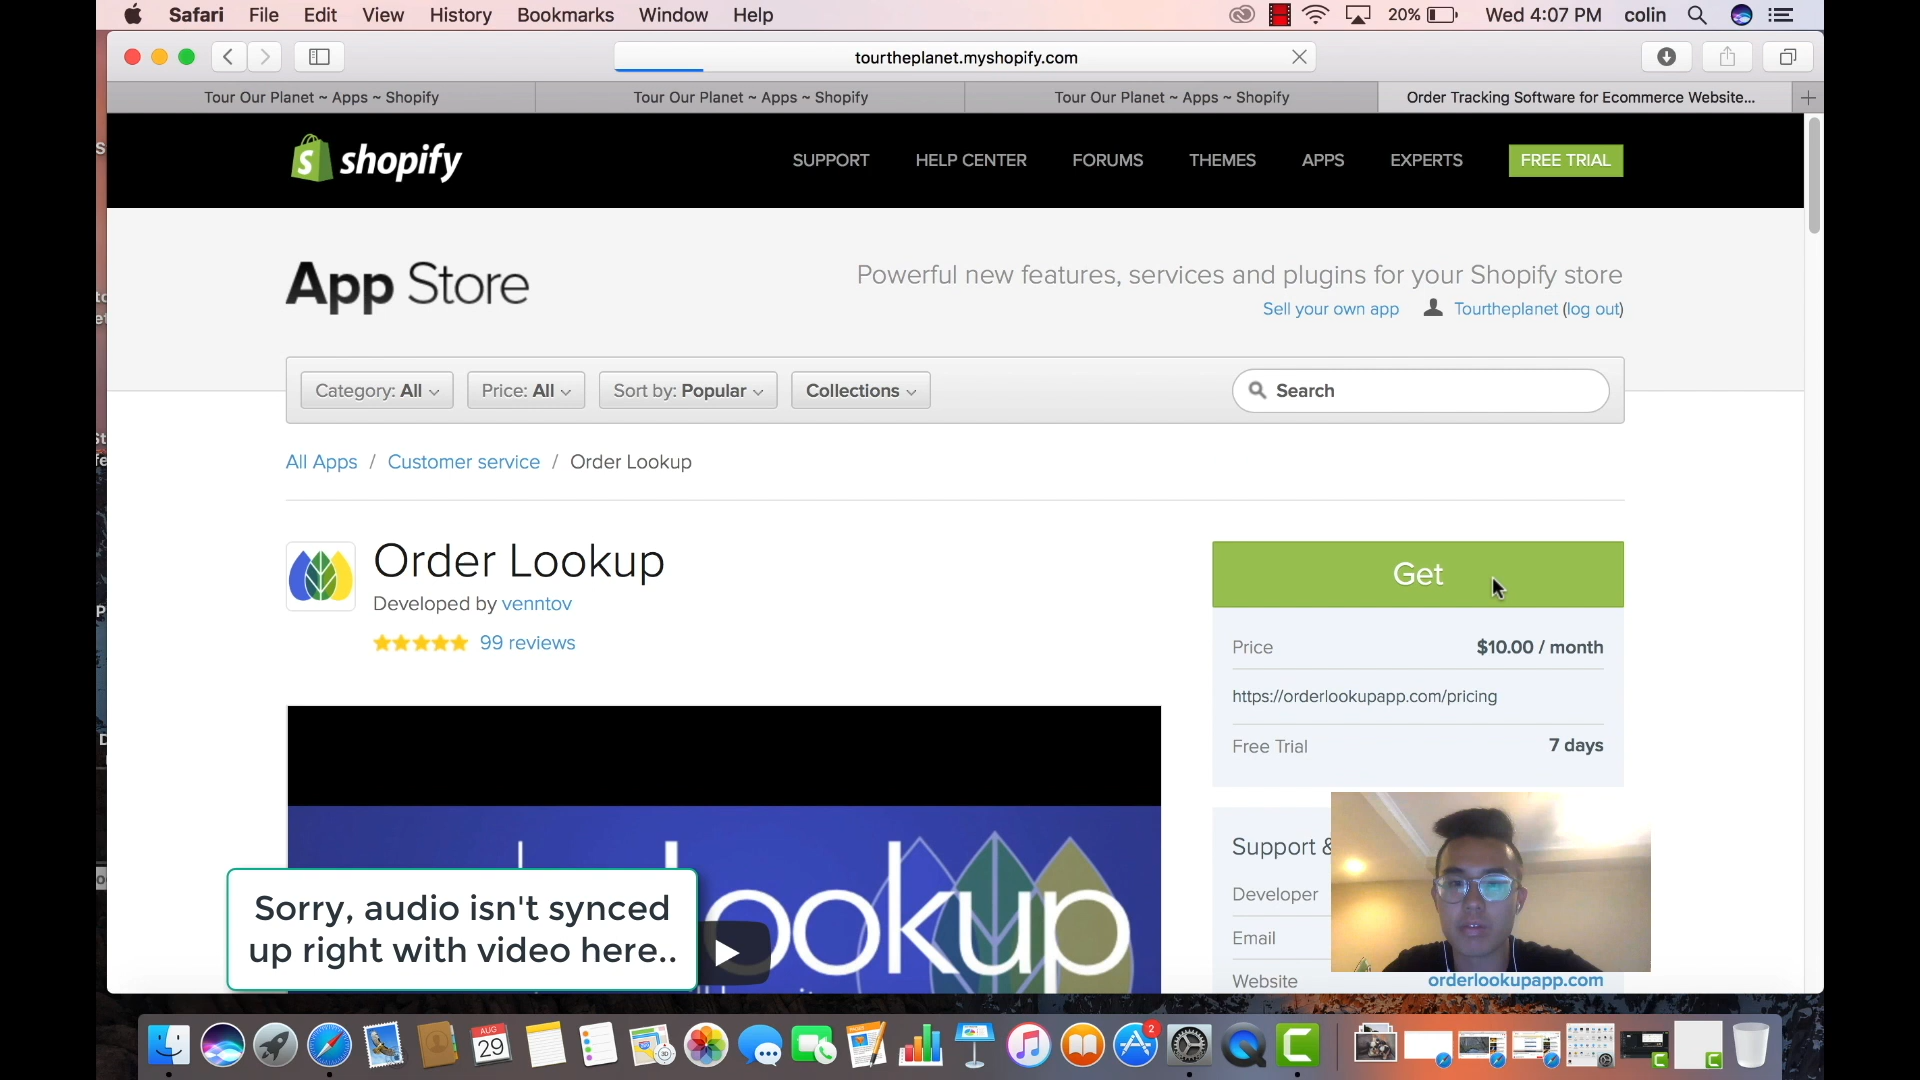 Safari File Edit View History Bookmarks Window Help 20% Wed 4:07 PM colin
tourtheplanet.myshopify.com
Tour Our Planet ~ Apps ~ Shopify Tour Our Planet ~ Apps ~ Shopify Tour Our Planet ~ Apps ~ Shopify Order Tracking Software for Ecommerce Website...
shopify SUPPORT HELP CENTER FORUMS THEMES APPS EXPERTS FREE TRIAL
App Store
Powerful new features, services and plugins for your Shopify store
Sell your own app Tourtheplanet (log out)
Category: All Price: All Sort by: Popular Collections Search
All Apps / Customer service / Order Lookup
Order Lookup
Developed by venntov
99 reviews
Get
Price $10.00 / month
https://orderlookupapp.com/pricing
Free Trial 7 days
Support &
Developer
Email
Website orderlookupapp.com
lookup
Sorry, audio isn't synced
up right with video here..
AUG
29
2